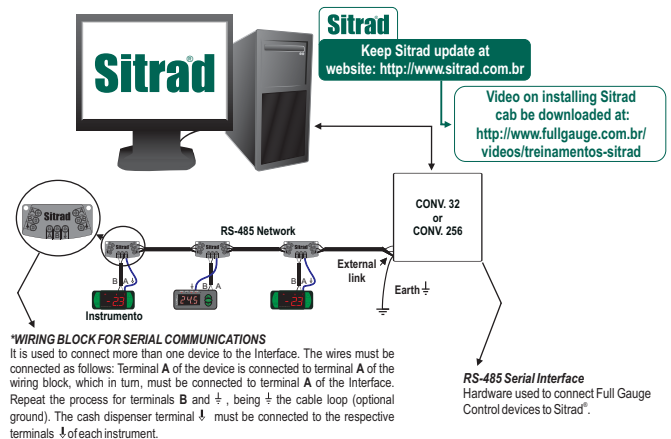 Sitrad®
Sitrad®
Keep Sitrad update at
website: http://www.sitrad.com.br
Video on installing Sitrad
cab be downloaded at:
http://www.fullgauge.com.br/
videos/treinamentos-sitrad
CONV. 32
or
CONV. 256
RS-485 Network
Sitrad
Sitrad
Sitrad
Sitrad
External
link
Earth ⏚
B A
B A
B A
-23
245
-23
Instrumento
*WIRING BLOCK FOR SERIAL COMMUNICATIONS
It is used to connect more than one device to the Interface. The wires must be
connected as follows: Terminal A of the device is connected to terminal A of the
wiring block, which in turn, must be connected to terminal A of the Interface.
Repeat the process for terminals B and ⏚ , being ⏚ the cable loop (optional
ground). The cash dispenser terminal must be connected to the respective
terminals of each instrument.
RS-485 Serial Interface
Hardware used to connect Full Gauge
Control devices to Sitrad®.